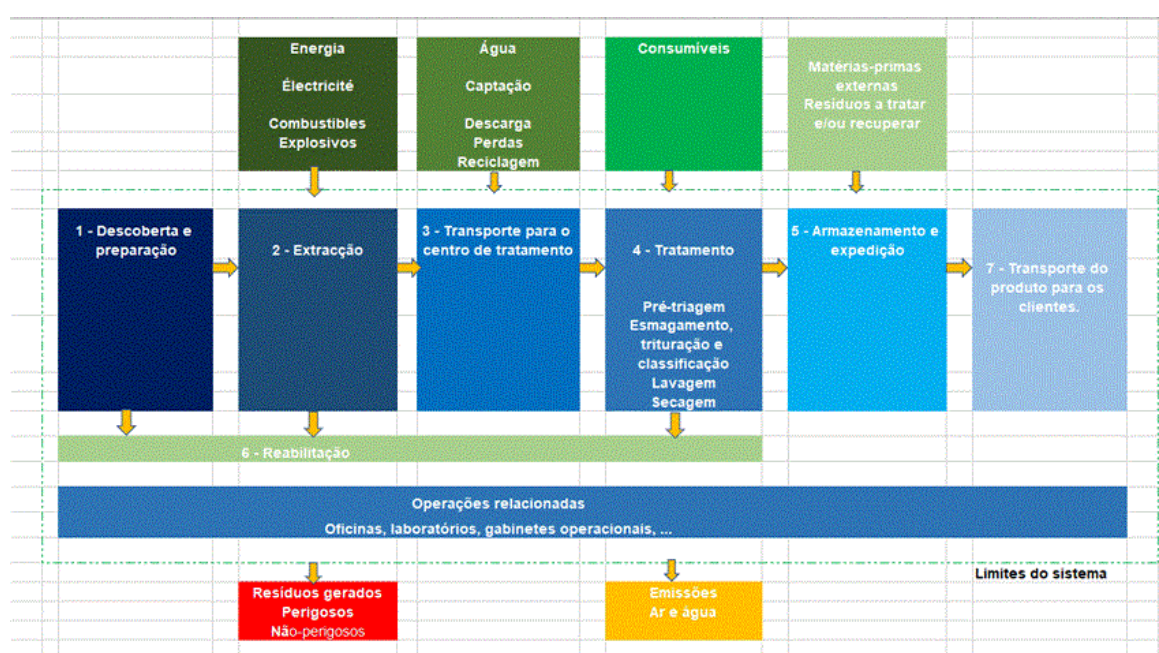 Energia
Électricité
Combustibles
Explosivos
Água
Captação
Descarga
Perdas
Reciclagem
Consumíveis
Matérias-primas
externas
Resíduos a tratar
e/ou recuperar
1 - Descoberta e
preparação
2 - Extracção
3 - Transporte para o
centro de tratamento
4 - Tratamento
Pré-triagem
Esmagamento,
trituração e
classificação
Lavagem
Secagem
5 - Armazenamento e
expedição
7 - Transporte do
produto para os
clientes.
6 - Reabilitação
Operações relacionadas
Oficinas, laboratórios, gabinetes operacionais, ...
Limites do sistema
Resíduos gerados
Perigosos
Não-perigosos
Emissões
Ar e água